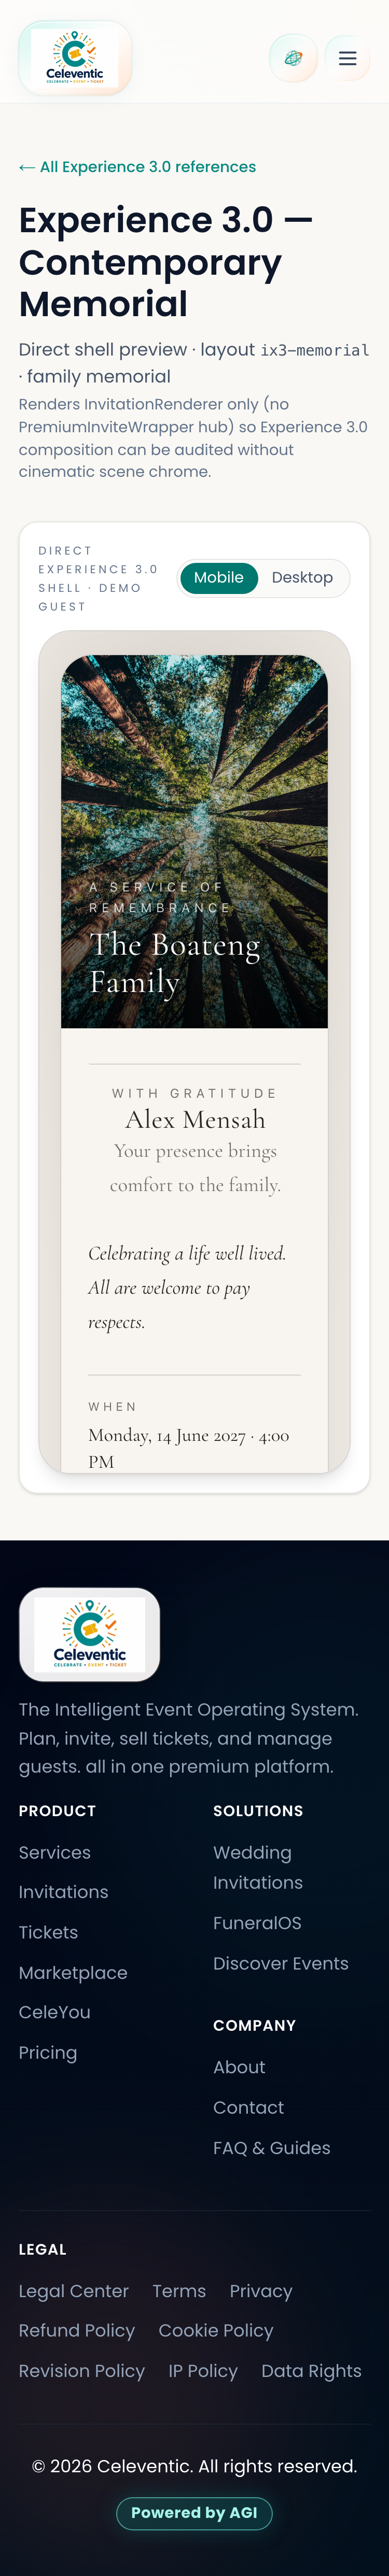 Celeventic
CELEBRATE • EVENT • TICKET
← All Experience 3.0 references
Experience 3.0 —
Contemporary
Memorial
Direct shell preview · layout ix3-memorial
· family memorial
Renders InvitationRenderer only (no
PremiumInviteWrapper hub) so Experience 3.0
composition can be audited without
cinematic scene chrome.
DIRECT
EXPERIENCE 3.0
SHELL · DEMO
GUEST
Mobile
Desktop
A SERVICE OF
REMEMBRANCE
The Boateng
Family
WITH GRATITUDE
Alex Mensah
Your presence brings
comfort to the family.
Celebrating a life well lived.
All are welcome to pay
respects.
WHEN
Monday, 14 June 2027 · 4:00
PM
Celeventic
CELEBRATE • EVENT • TICKET
The Intelligent Event Operating System.
Plan, invite, sell tickets, and manage
guests. all in one premium platform.
PRODUCT
Services
Invitations
Tickets
Marketplace
CeleYou
Pricing
SOLUTIONS
Wedding
Invitations
FuneralOS
Discover Events
COMPANY
About
Contact
FAQ & Guides
LEGAL
Legal Center Terms Privacy
Refund Policy Cookie Policy
Revision Policy IP Policy Data Rights
© 2026 Celeventic. All rights reserved.
Powered by AGI